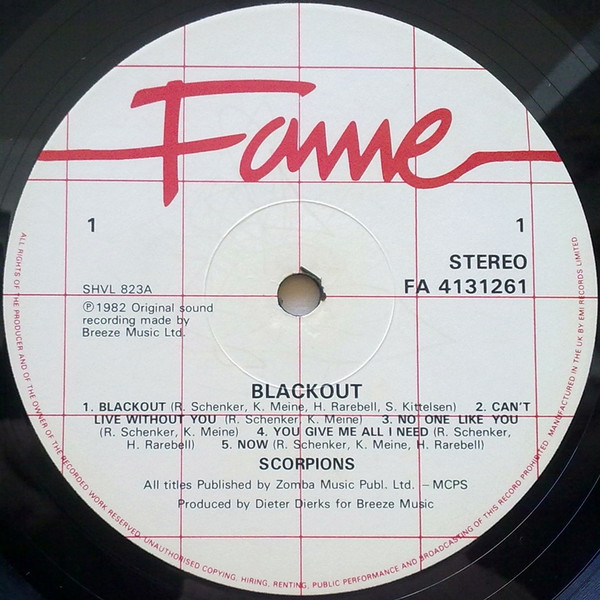 Fame
1 1
STEREO
SHVL 823A FA 4131261
℗1982 Original sound
recording made by
Breeze Music Ltd.
BLACKOUT
1. BLACKOUT (R. Schenker, K. Meine, H. Rarebell, S. Kittelsen) 2. CAN'T
LIVE WITHOUT YOU (R. Schenker, K. Meine) 3. NO ONE LIKE YOU
(R. Schenker, K. Meine) 4. YOU GIVE ME ALL I NEED (R. Schenker,
H. Rarebell) 5. NOW (R. Schenker, K. Meine, H. Rarebell)
SCORPIONS
All titles Published by Zomba Music Publ. Ltd. – MCPS
Produced by Dieter Dierks for Breeze Music
ALL RIGHTS OF THE PRODUCER AND OF THE OWNER OF THE RECORDED WORK RESERVED. UNAUTHORISED COPYING, HIRING, RENTING, PUBLIC PERFORMANCE AND BROADCASTING OF THIS RECORD PROHIBITED. MANUFACTURED IN THE UK BY EMI RECORDS LIMITED